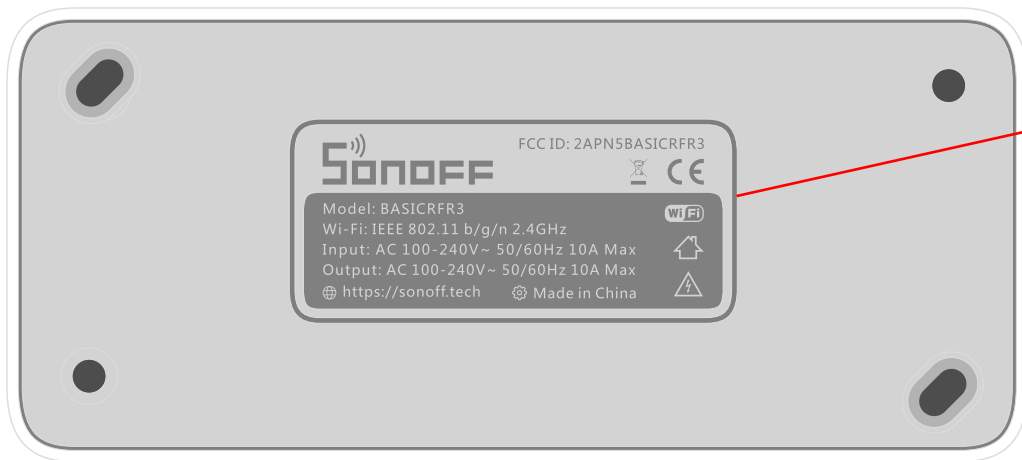 FCC ID: 2APN5BASICRFR3
SONOFF
CE
Model: BASICRFR3
WiFi
Wi-Fi: IEEE 802.11 b/g/n 2.4GHz
Input: AC 100-240V~ 50/60Hz 10A Max
Output: AC 100-240V~ 50/60Hz 10A Max
https://sonoff.tech Made in China